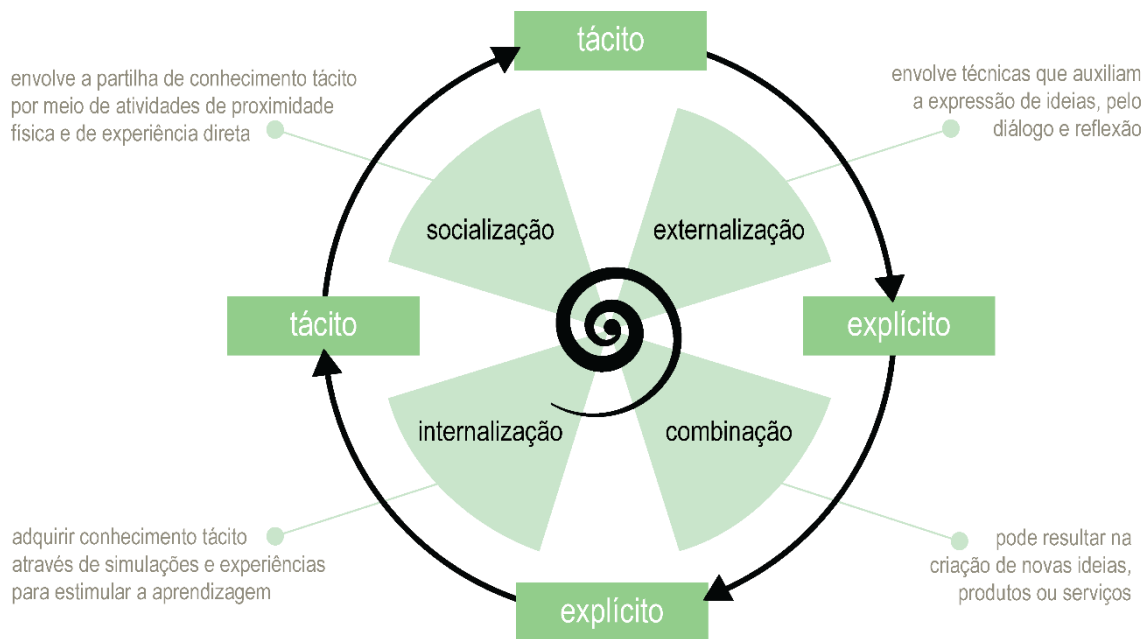 tácito
envolve a partilha de conhecimento tácito
por meio de atividades de proximidade
física e de experiência direta
envolve técnicas que auxiliam
a expressão de ideias, pelo
diálogo e reflexão
socialização
externalização
tácito
explícito
internalização
combinação
adquirir conhecimento tácito
através de simulações e experiências
para estimular a aprendizagem
pode resultar na
criação de novas ideias,
produtos ou serviços
explícito